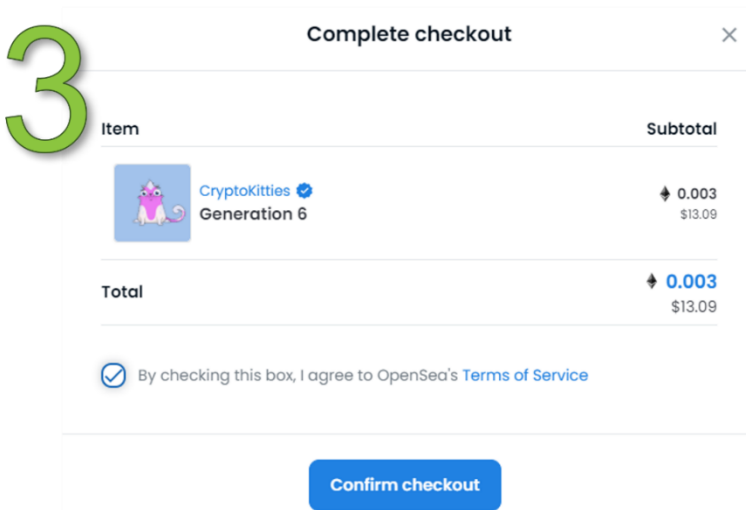 3
Complete checkout
Item Subtotal
CryptoKitties 0.003
Generation 6 $13.09
Total 0.003
$13.09
By checking this box, I agree to OpenSea's Terms of Service
Confirm checkout